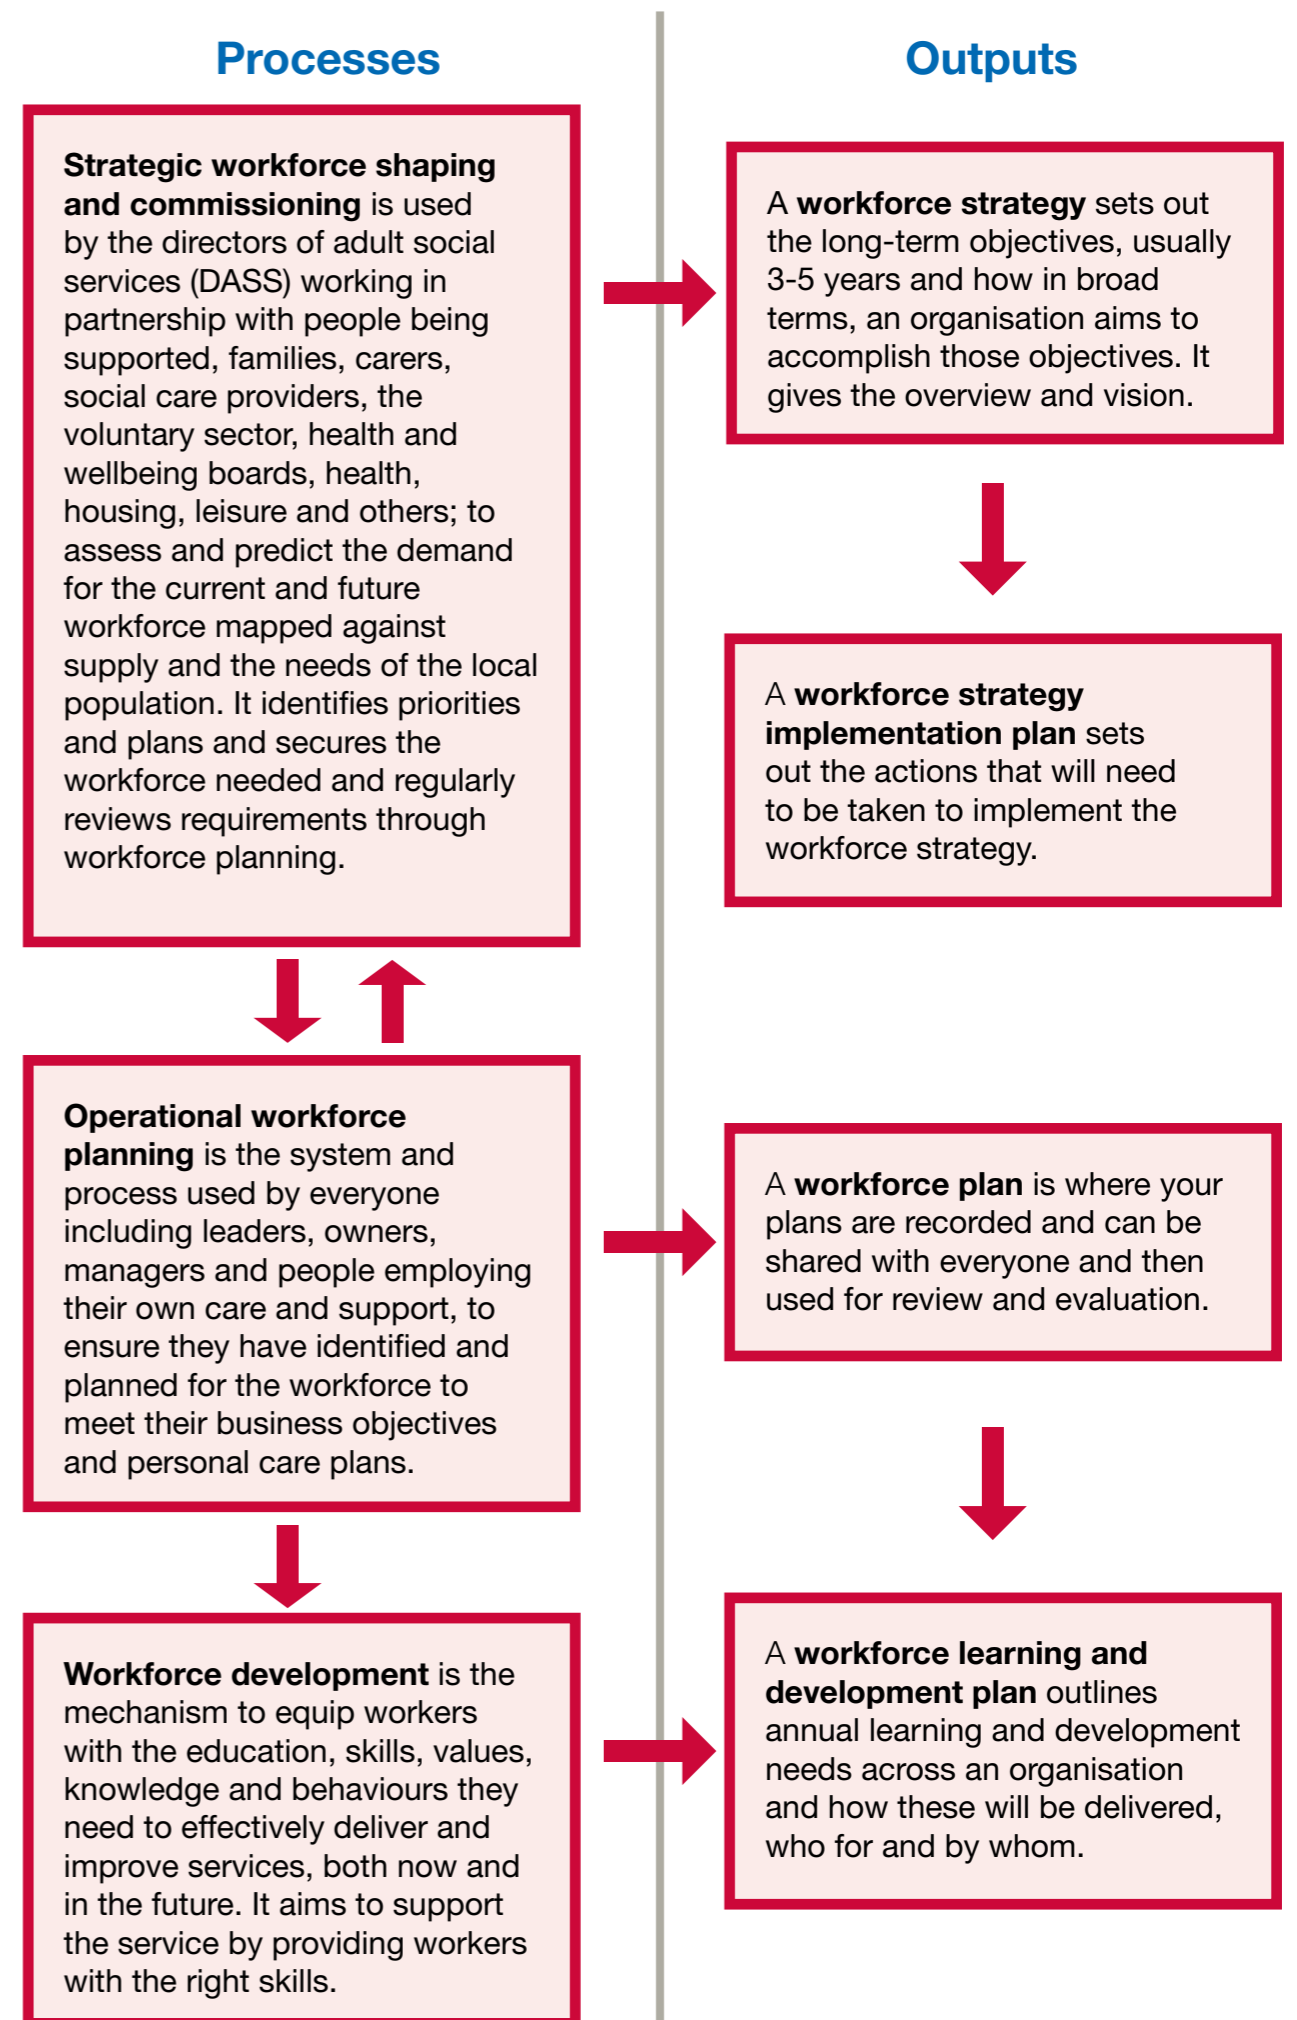 Processes
Strategic workforce shaping
and commissioning is used
by the directors of adult social
services (DASS) working in
partnership with people being
supported, families, carers,
social care providers, the
voluntary sector, health and
wellbeing boards, health,
housing, leisure and others; to
assess and predict the demand
for the current and future
workforce mapped against
supply and the needs of the local
population. It identifies priorities
and plans and secures the
workforce needed and regularly
reviews requirements through
workforce planning.
Operational workforce
planning is the system and
process used by everyone
including leaders, owners,
managers and people employing
their own care and support, to
ensure they have identified and
planned for the workforce to
meet their business objectives
and personal care plans.
Workforce development is the
mechanism to equip workers
with the education, skills, values,
knowledge and behaviours they
need to effectively deliver and
improve services, both now and
in the future. It aims to support
the service by providing workers
with the right skills.
Outputs
A workforce strategy sets out
the long-term objectives, usually
3-5 years and how in broad
terms, an organisation aims to
accomplish those objectives. It
gives the overview and vision.
A workforce strategy
implementation plan sets
out the actions that will need
to be taken to implement the
workforce strategy.
A workforce plan is where your
plans are recorded and can be
shared with everyone and then
used for review and evaluation.
A workforce learning and
development plan outlines
annual learning and development
needs across an organisation
and how these will be delivered,
who for and by whom.